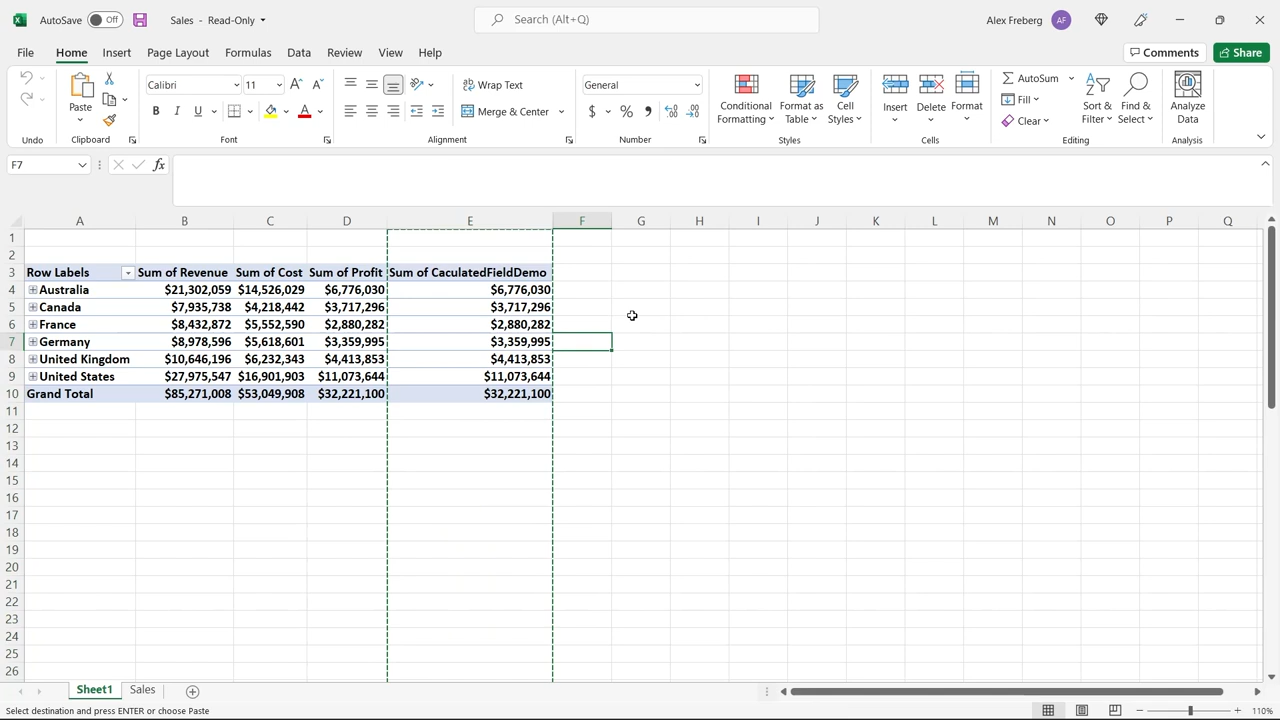 AutoSave Off Sales - Read-Only Search (Alt+Q) Alex Freberg AF
File Home Insert Page Layout Formulas Data Review View Help Comments Share
Calibri 11 Wrap Text General AutoSum
Fill
Paste B I U Merge & Center $ % Conditional Formatting Format as Table Cell Styles Insert Delete Format Clear Sort & Filter Find & Select Analyze Data
Undo Clipboard Font Alignment Number Styles Cells Editing Analysis
F7 fx
A B C D E F G H I J K L M N O P Q
1
2
3 Row Labels Sum of Revenue Sum of Cost Sum of Profit Sum of CaculatedFieldDemo
4 Australia $21,302,059 $14,526,029 $6,776,030 $6,776,030
5 Canada $7,935,738 $4,218,442 $3,717,296 $3,717,296
6 France $8,432,872 $5,552,590 $2,880,282 $2,880,282
7 Germany $8,978,596 $5,618,601 $3,359,995 $3,359,995
8 United Kingdom $10,646,196 $6,232,343 $4,413,853 $4,413,853
9 United States $27,975,547 $16,901,903 $11,073,644 $11,073,644
10 Grand Total $85,271,008 $53,049,908 $32,221,100 $32,221,100
11
12
13
14
15
16
17
18
19
20
21
22
23
24
25
26
Sheet1 Sales
Select destination and press ENTER or choose Paste 110%